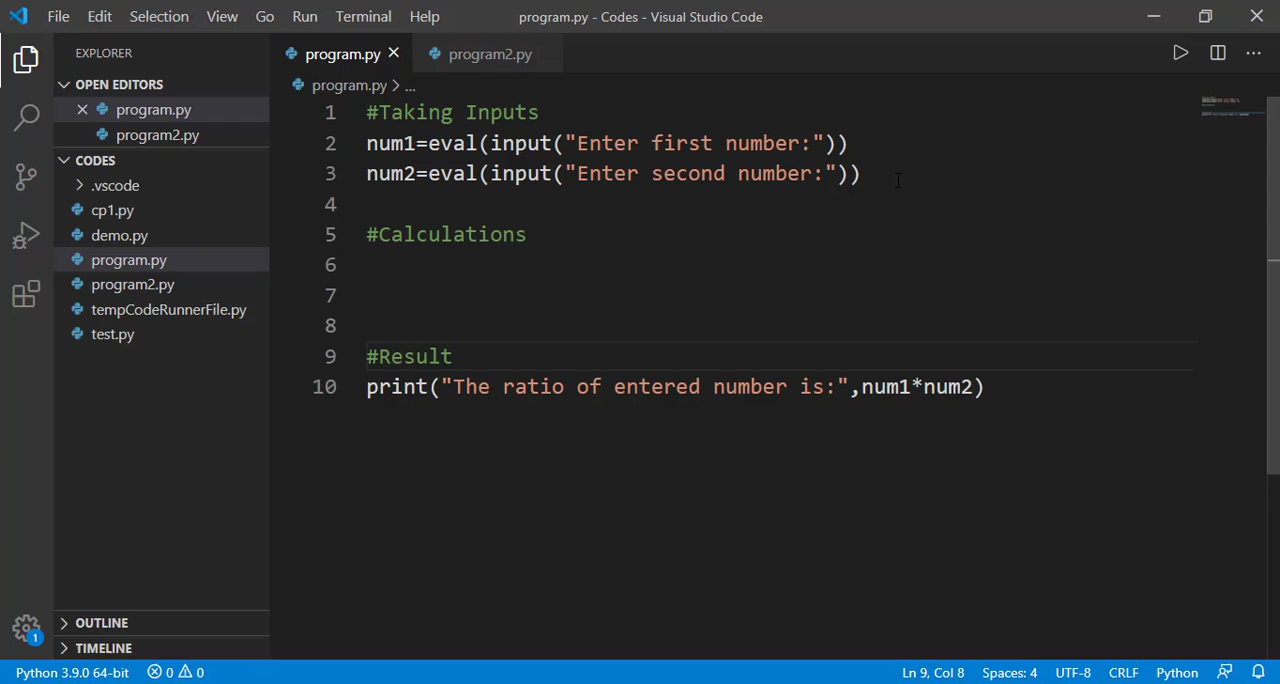 File Edit Selection View Go Run Terminal Help program.py - Codes - Visual Studio Code
EXPLORER
OPEN EDITORS
program.py
program2.py
CODES
.vscode
cp1.py
demo.py
program.py
program2.py
tempCodeRunnerFile.py
test.py
OUTLINE
TIMELINE
program.py program2.py
program.py > ...
1 #Taking Inputs
2 num1=eval(input("Enter first number:"))
3 num2=eval(input("Enter second number:"))
4
5 #Calculations
6
7
8
9 #Result
10 print("The ratio of entered number is:",num1*num2)
1
Python 3.9.0 64-bit 0 0 Ln 9, Col 8 Spaces: 4 UTF-8 CRLF Python